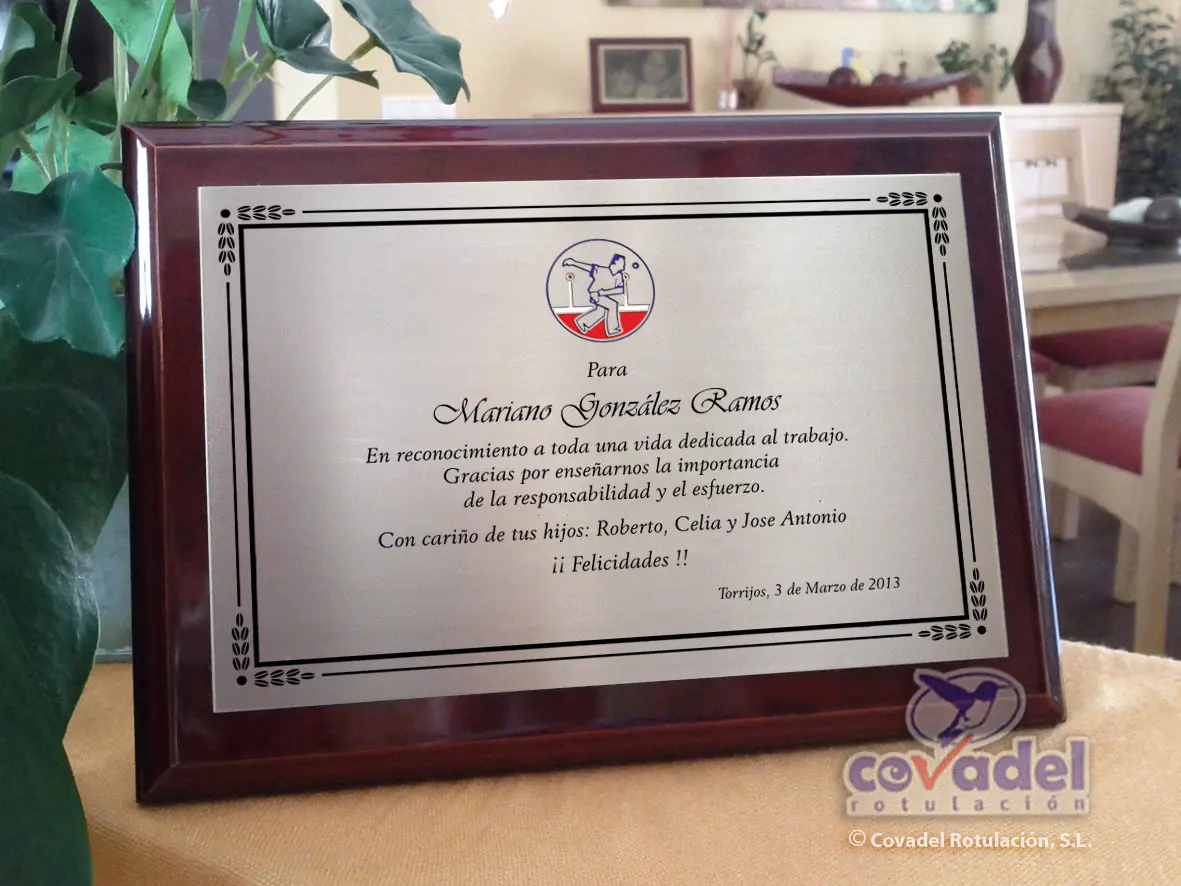 Para
Mariano González Ramos
En reconocimiento a toda una vida dedicada al trabajo.
Gracias por enseñarnos la importancia
de la responsabilidad y el esfuerzo.
Con cariño de tus hijos: Roberto, Celia y Jose Antonio
¡¡ Felicidades !!
Torrijos, 3 de Marzo de 2013
covadel
rotulación
© Covadel Rotulación, S.L.